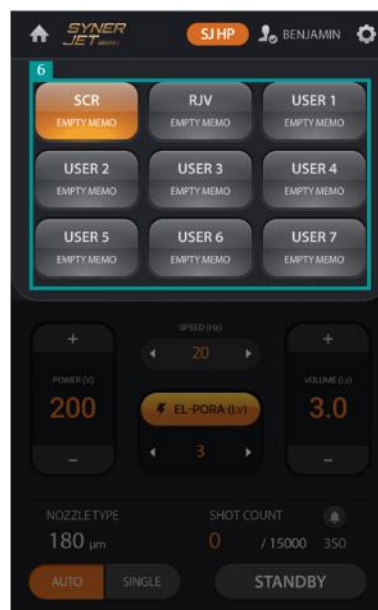 SYNER
JET
SJ HP
BENJAMIN
6
SCR
EMPTY MEMO
RJV
EMPTY MEMO
USER 1
EMPTY MEMO
USER 2
EMPTY MEMO
USER 3
EMPTY MEMO
USER 4
EMPTY MEMO
USER 5
EMPTY MEMO
USER 6
EMPTY MEMO
USER 7
EMPTY MEMO
+
POWER (V)
200
–
SPEED (Hz)
20
EL-PORA (Lv)
3
+
VOLUME (Lv)
3.0
–
NOZZLE TYPE
180 μm
SHOT COUNT
0 / 15000 350
AUTO SINGLE STANDBY